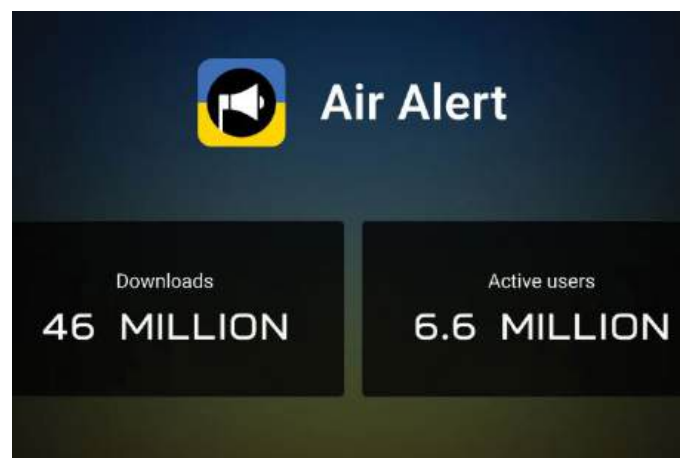 Air Alert
Downloads
46 MILLION
Active users
6.6 MILLION